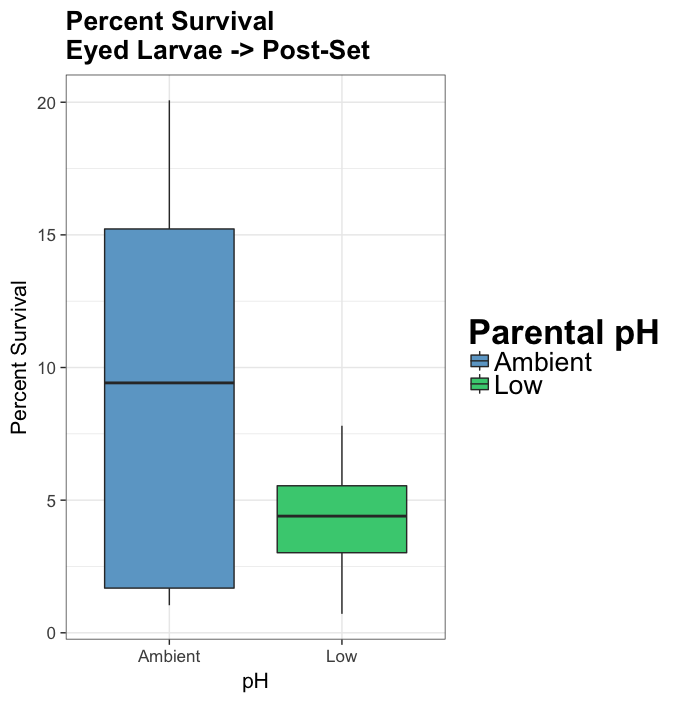 Percent Survival
Eyed Larvae -> Post-Set
Percent Survival
20
15
10
5
0
Ambient
Low
pH
Parental pH
Ambient
Low